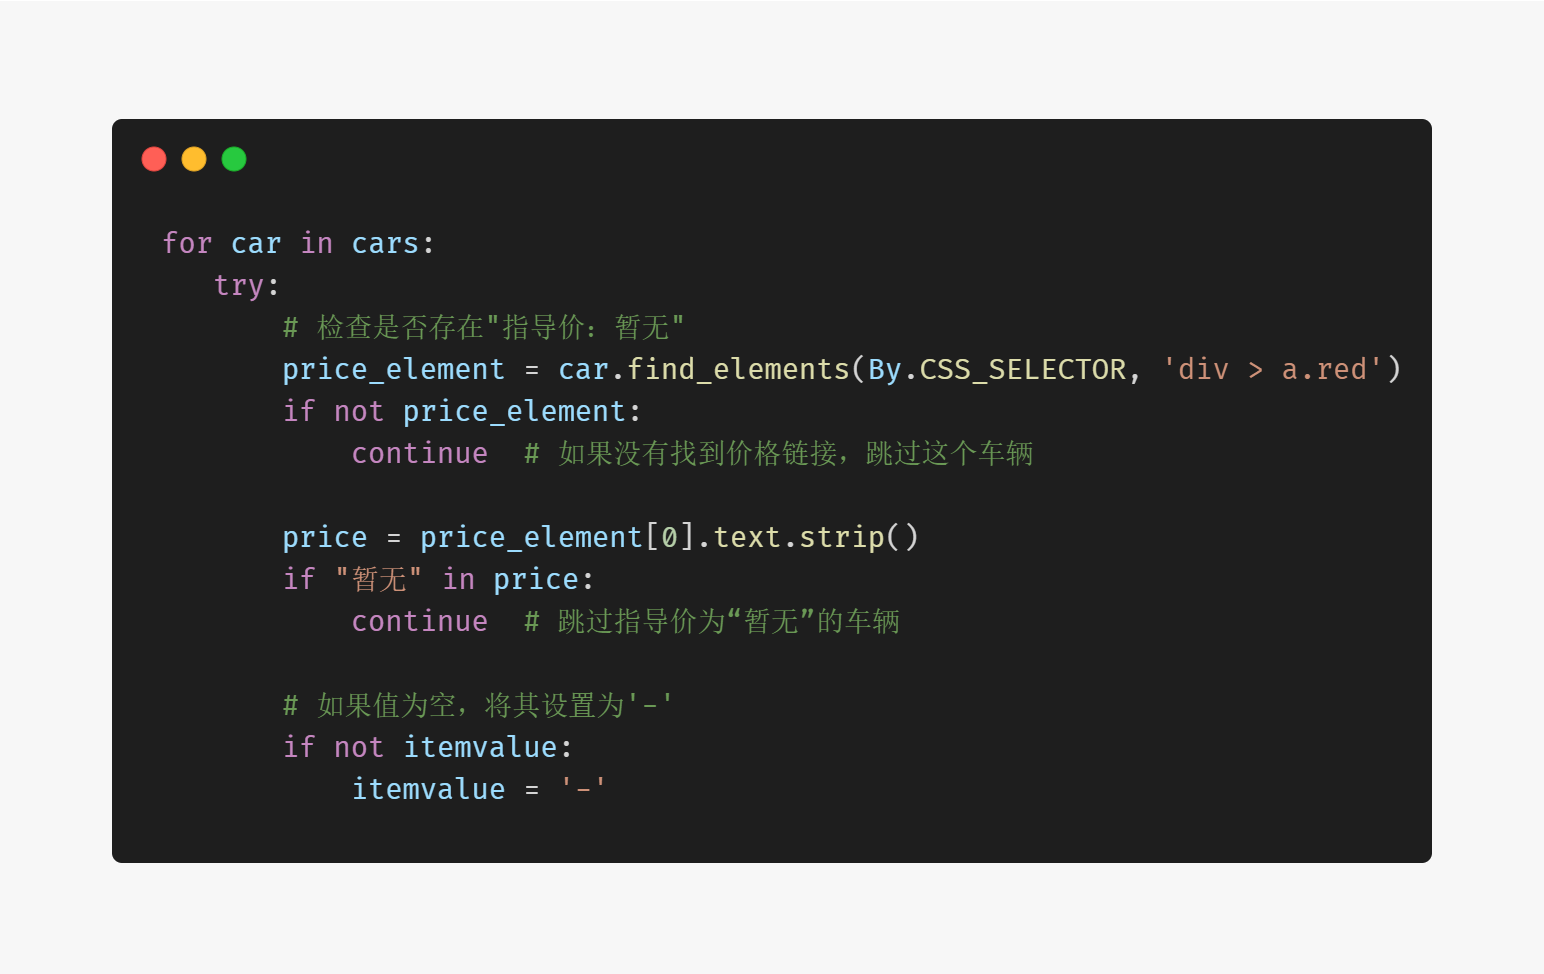 for car in cars:
   try:
       # 检查是否存在"指导价：暂无"
       price_element = car.find_elements(By.CSS_SELECTOR, 'div > a.red')
       if not price_element:
           continue  # 如果没有找到价格链接，跳过这个车辆

       price = price_element[0].text.strip()
       if "暂无" in price:
           continue  # 跳过指导价为“暂无”的车辆

       # 如果值为空，将其设置为'-'
       if not itemvalue:
           itemvalue = '-'